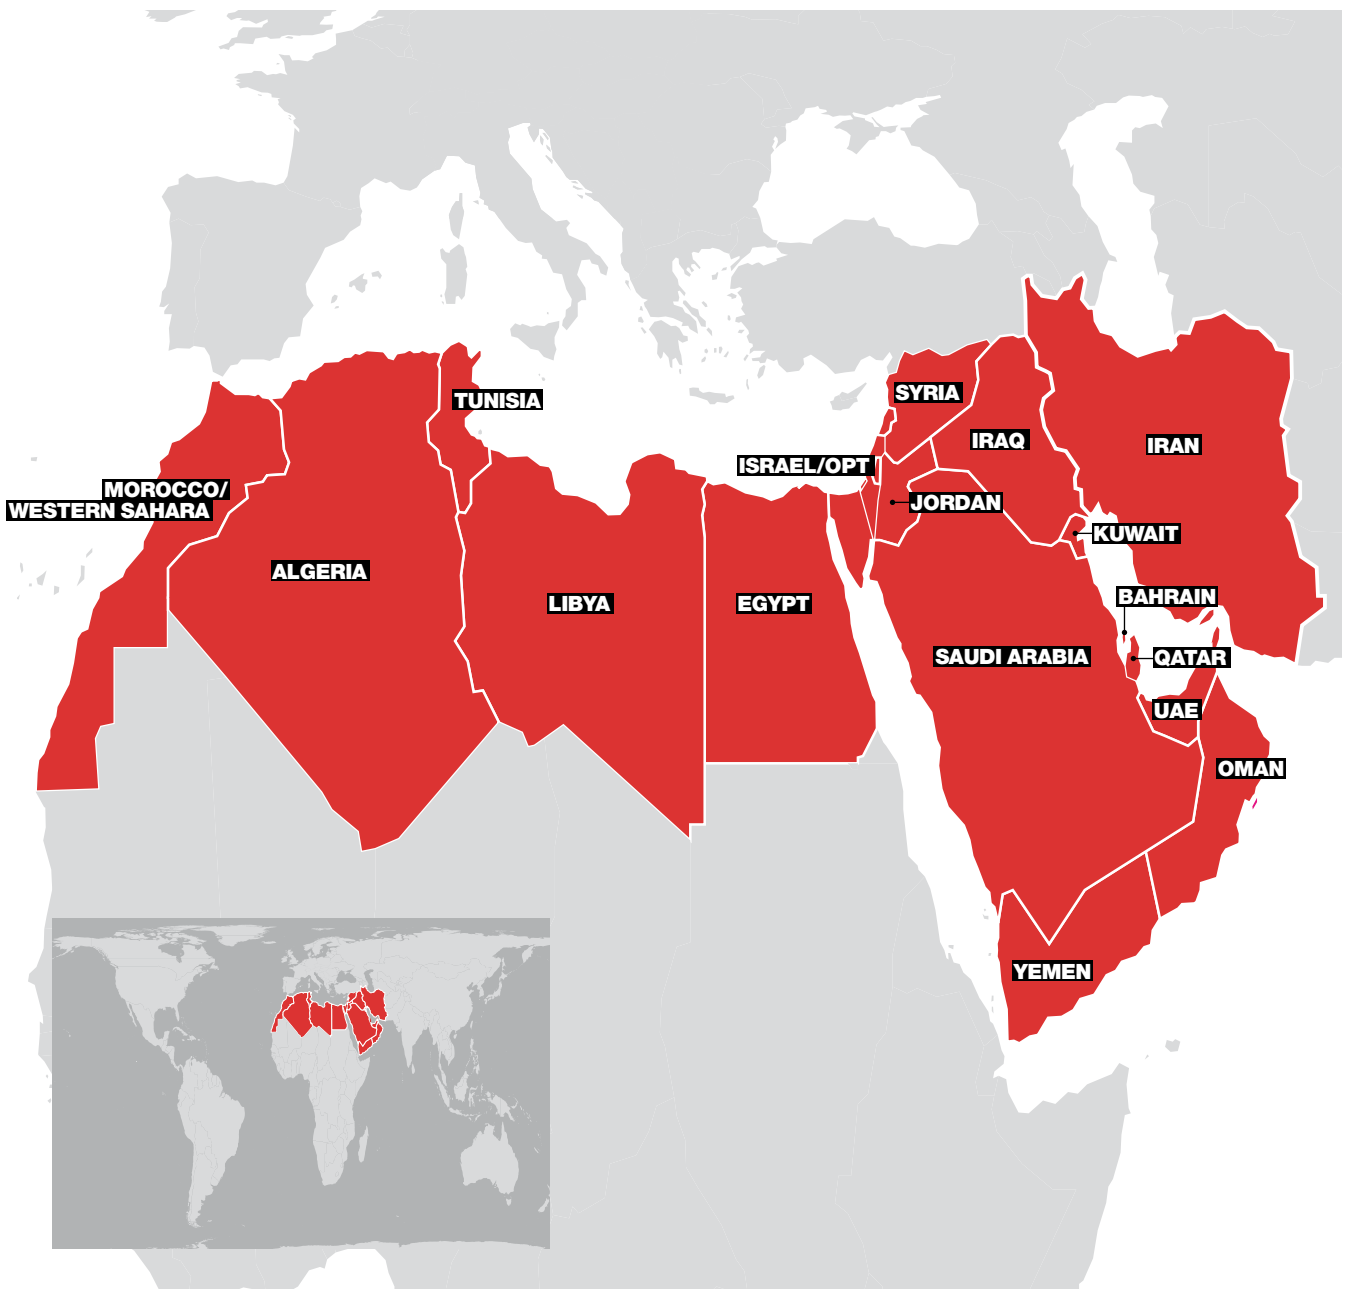 SYRIA
TUNISIA
IRAQ
IRAN
ISRAEL/OPT
MOROCCO/
WESTERN SAHARA
JORDAN
KUWAIT
ALGERIA
LIBYA
EGYPT
BAHRAIN
SAUDI ARABIA
QATAR
UAE
OMAN
YEMEN